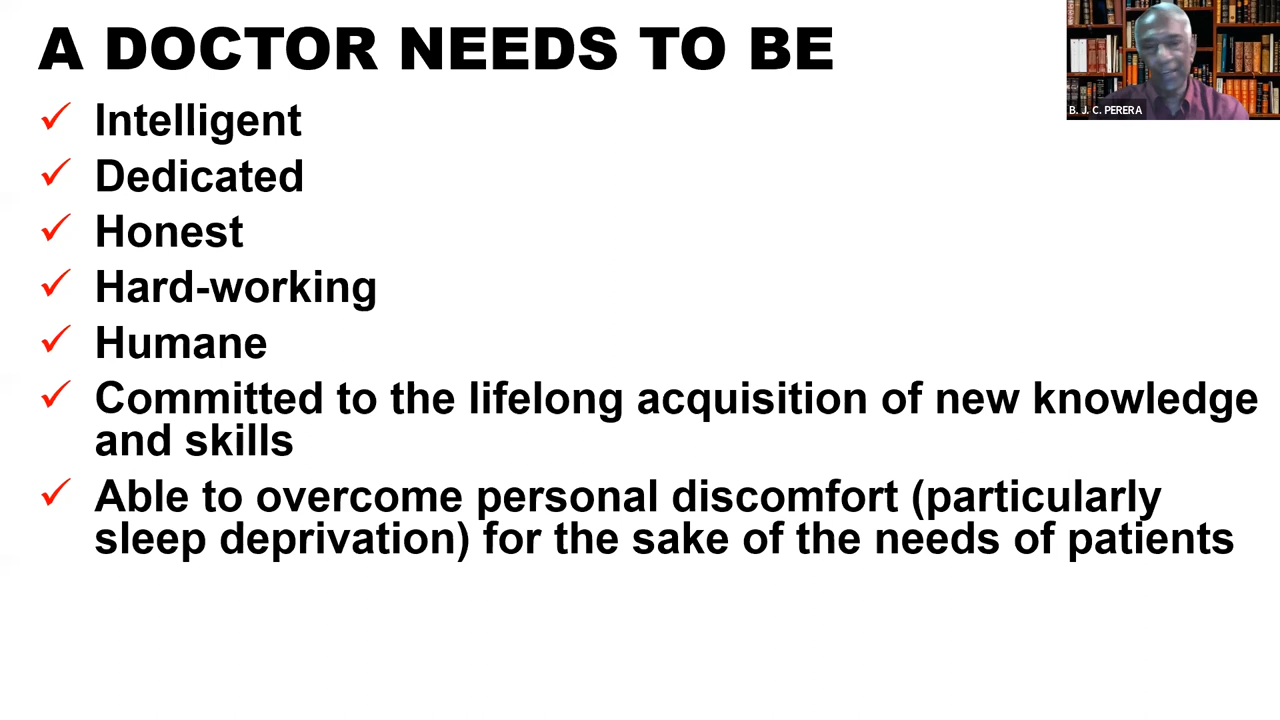 A DOCTOR NEEDS TO BE
B. J. C. PERERA
✓ Intelligent
✓ Dedicated
✓ Honest
✓ Hard-working
✓ Humane
✓ Committed to the lifelong acquisition of new knowledge
and skills
✓ Able to overcome personal discomfort (particularly
sleep deprivation) for the sake of the needs of patients